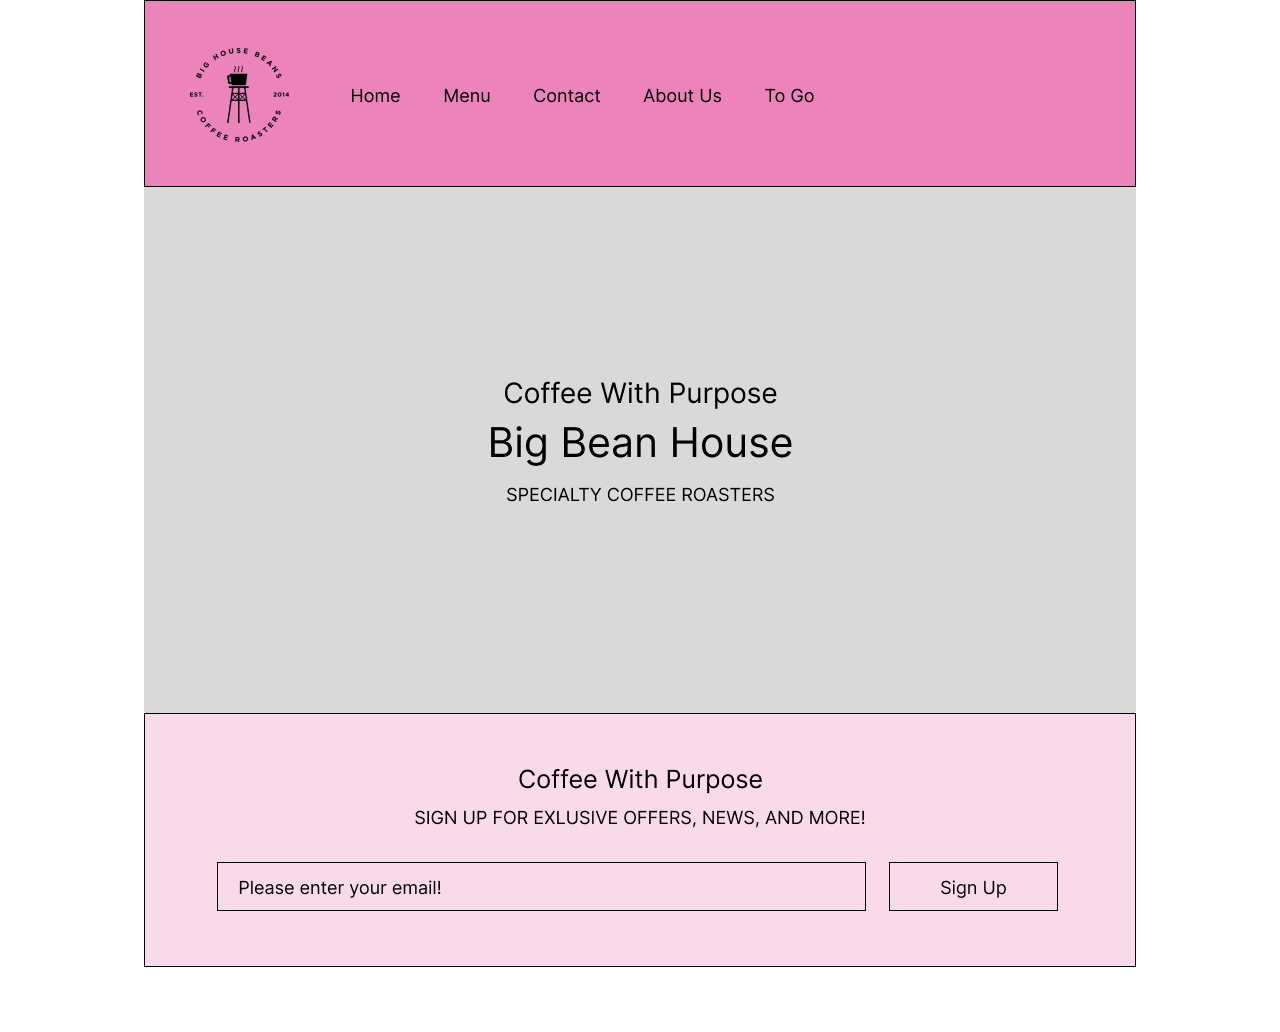 BIG HOUSE BEANS
EST. 2014
COFFEE ROASTERS
Home Menu Contact About Us To Go
Coffee With Purpose
Big Bean House
SPECIALTY COFFEE ROASTERS
Coffee With Purpose
SIGN UP FOR EXLUSIVE OFFERS, NEWS, AND MORE!
Please enter your email! Sign Up